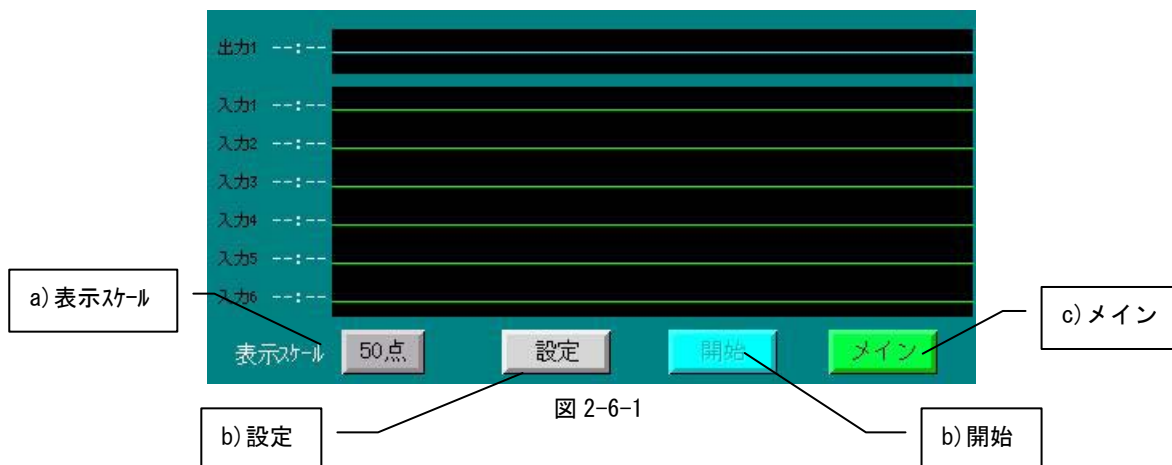 出力1 --:--
入力1 --:--
入力2 --:--
入力3 --:--
入力4 --:--
入力5 --:--
入力6 --:--
a)表示ｽｹｰﾙ
c)メイン
表示ｽｹｰﾙ 50点 設定 開始 メイン
図 2-6-1
b)設定
b)開始